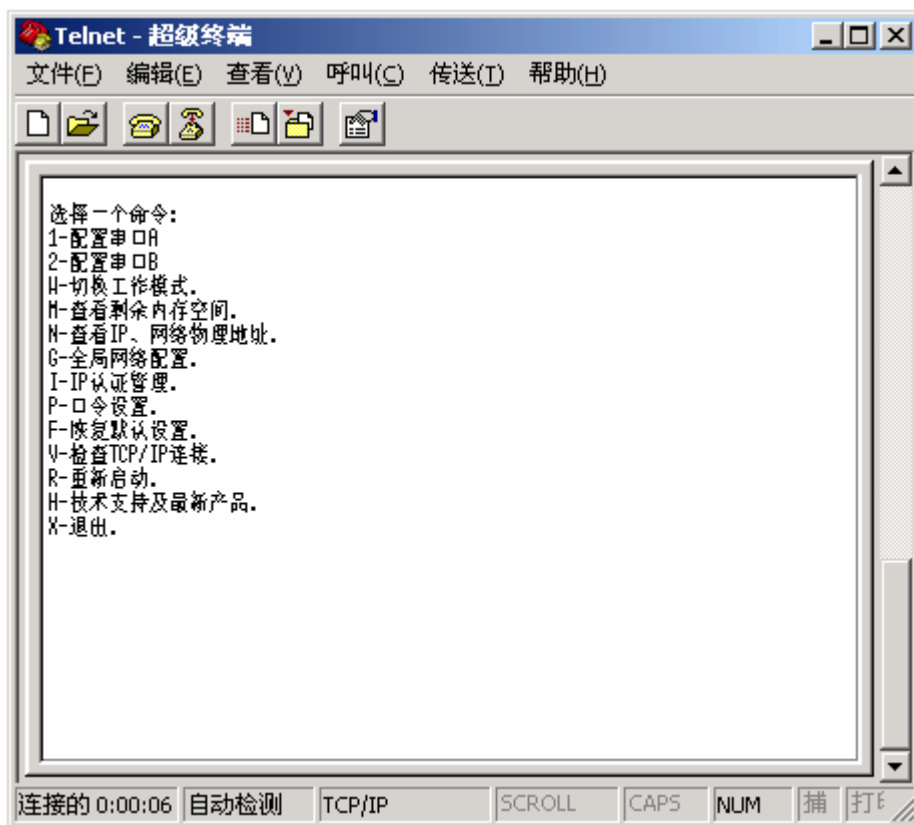 Telnet - 超级终端
文件(F) 编辑(E) 查看(V) 呼叫(C) 传送(T) 帮助(H)
选择一个命令:
1-配置串口A
2-配置串口B
W-切换工作模式.
M-查看剩余内存空间.
N-查看IP、网络物理地址.
G-全局网络配置.
I-IP认证管理.
P-口令设置.
F-恢复默认设置.
V-检查TCP/IP连接.
R-重新启动.
H-技术支持及最新产品.
X-退出.
连接的 0:00:06 自动检测 TCP/IP SCROLL CAPS NUM 捕 打